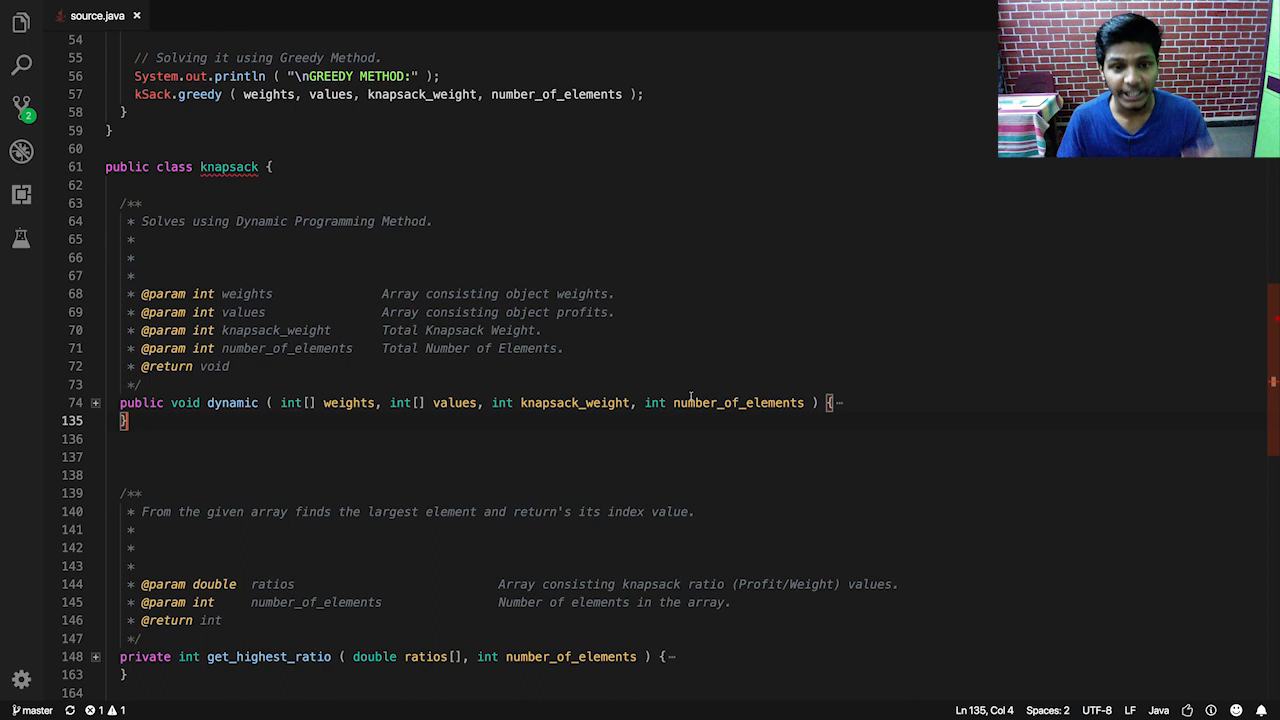 source.java
54
55 // Solving it using Greedy Method.
56 System.out.println ( "\nGREEDY METHOD:" );
57 kSack.greedy ( weights, values, knapsack_weight, number_of_elements );
58 }
59 }
60
61 public class knapsack {
62
63 /**
64 * Solves using Dynamic Programming Method.
65 *
66 *
67 *
68 * @param int weights Array consisting object weights.
69 * @param int values Array consisting object profits.
70 * @param int knapsack_weight Total Knapsack Weight.
71 * @param int number_of_elements Total Number of Elements.
72 * @return void
73 */
74 public void dynamic ( int[] weights, int[] values, int knapsack_weight, int number_of_elements ) {
135 }
136
137
138
139 /**
140 * From the given array finds the largest element and return's its index value.
141 *
142 *
143 *
144 * @param double ratios Array consisting knapsack ratio (Profit/Weight) values.
145 * @param int number_of_elements Number of elements in the array.
146 * @return int
147 */
148 private int get_highest_ratio ( double ratios[], int number_of_elements ) {
163 }
164
2
master 1 1 Ln 135, Col 4 Spaces: 2 UTF-8 LF Java